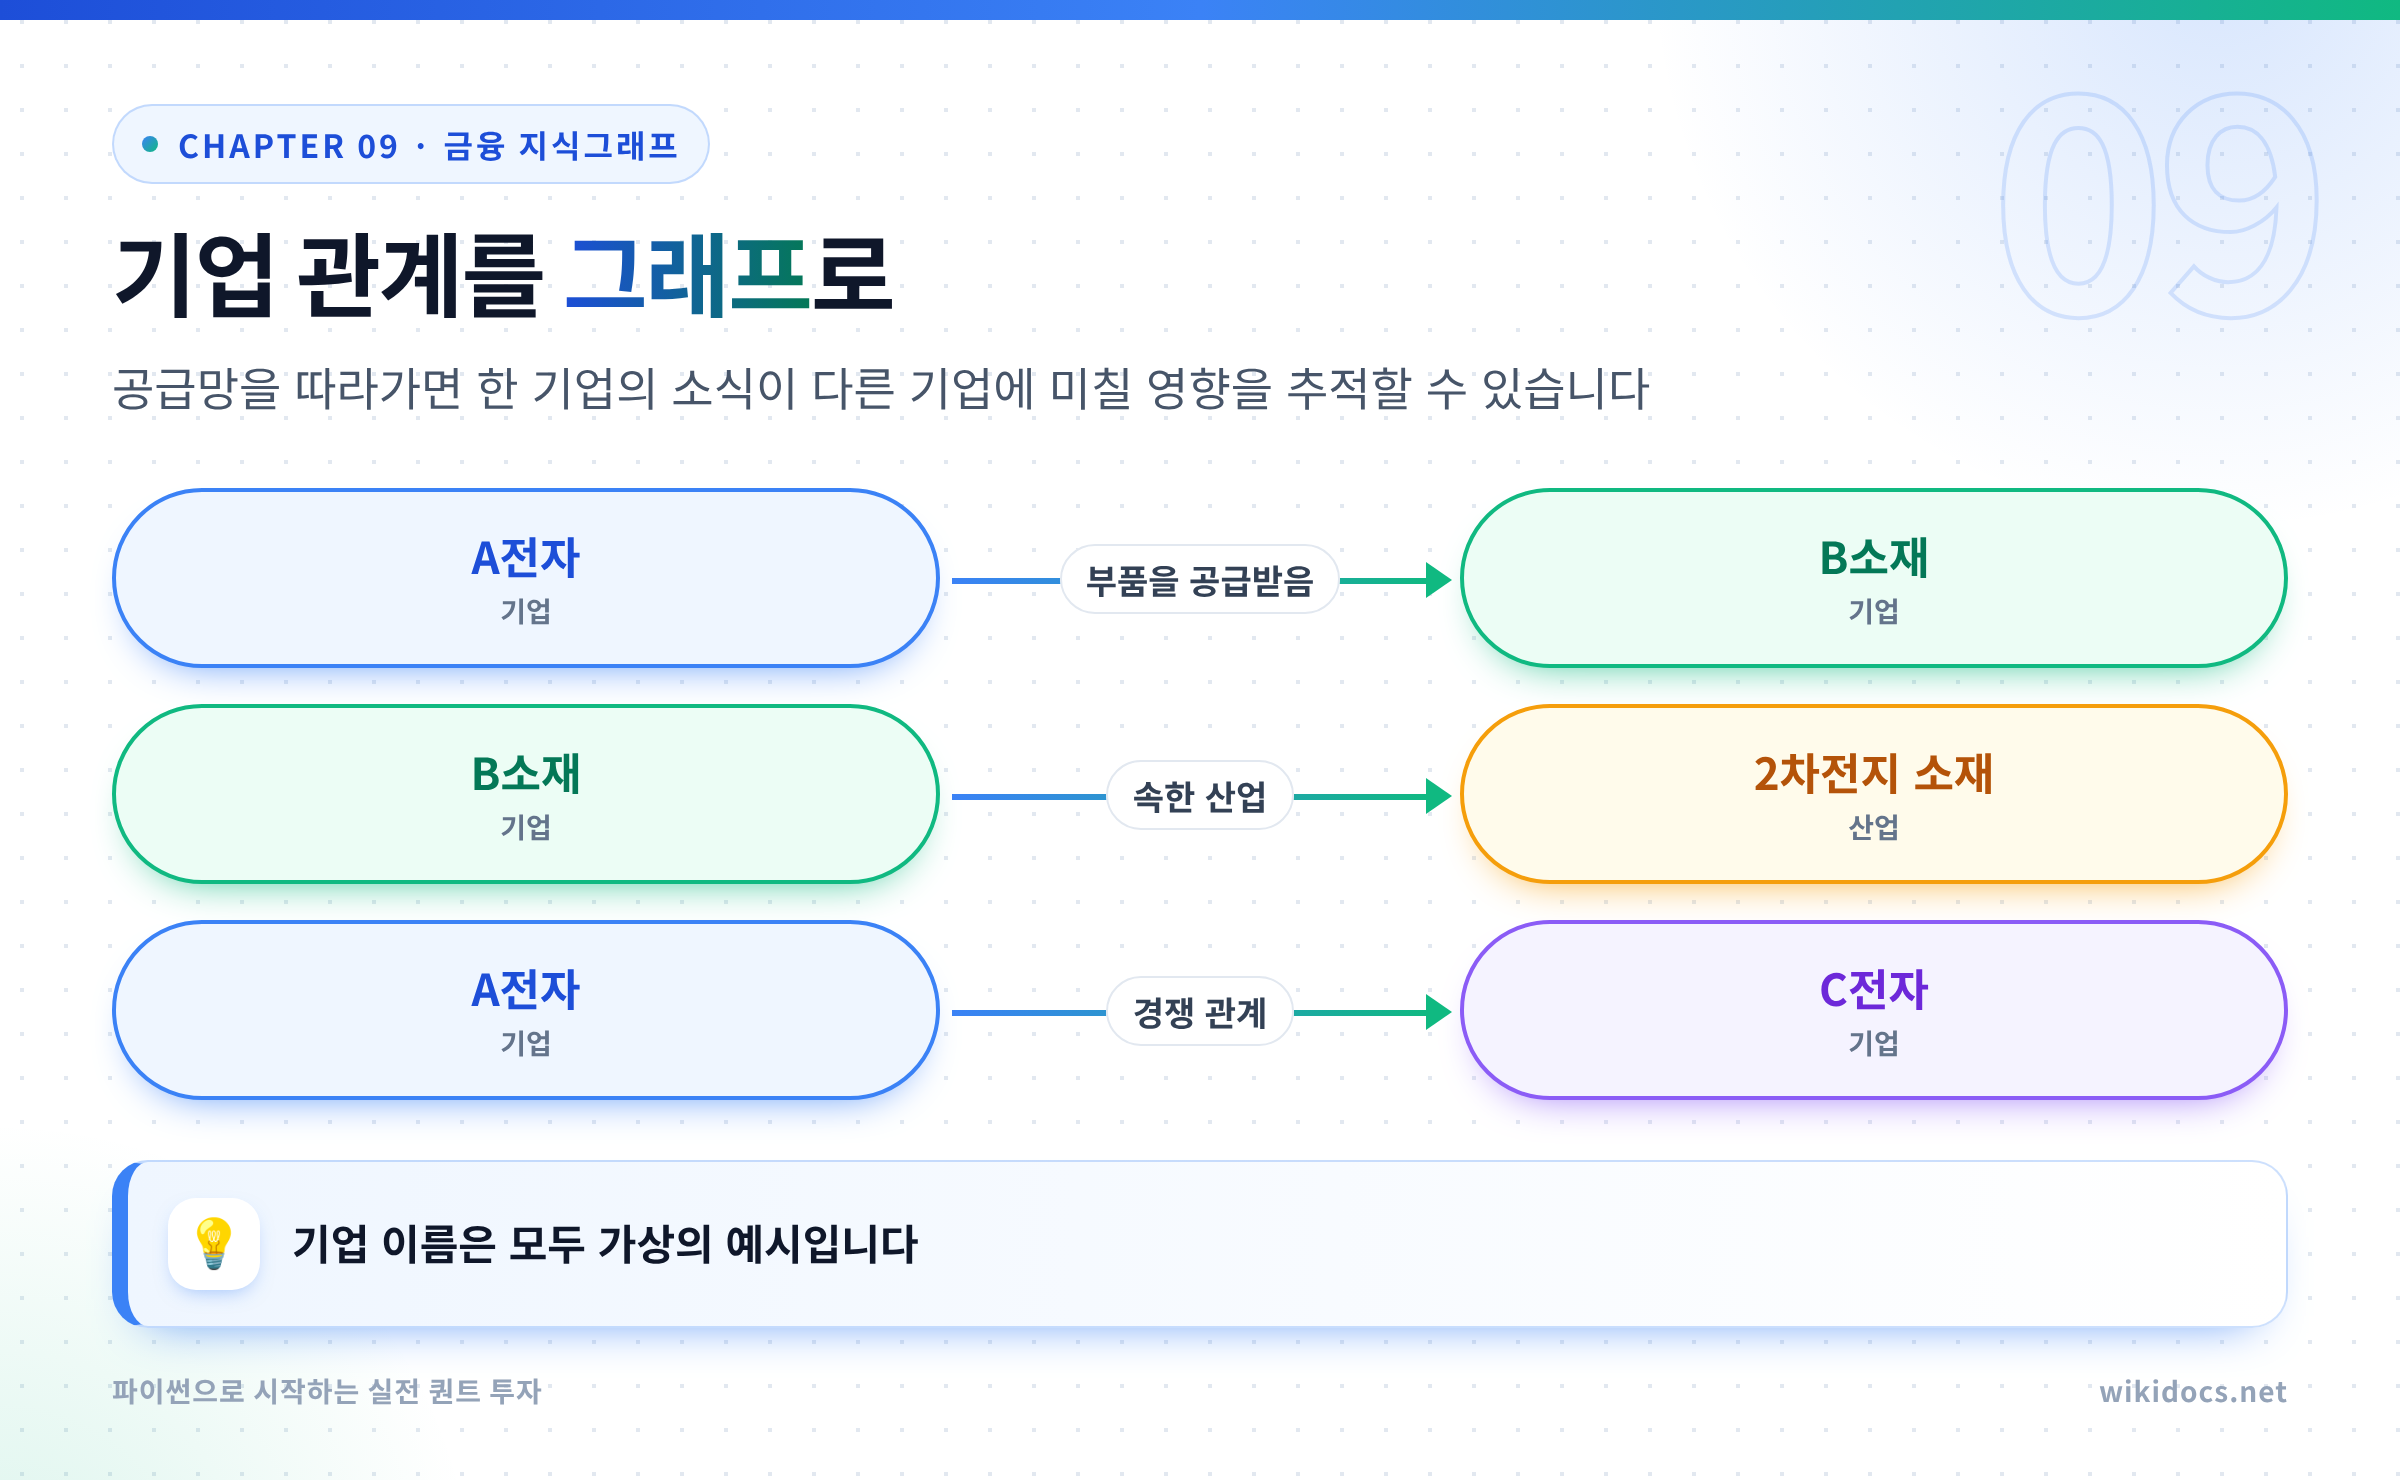 CHAPTER 09 · 금융 지식그래프
09
기업 관계를 그래프로
공급망을 따라가면 한 기업의 소식이 다른 기업에 미칠 영향을 추적할 수 있습니다
A전자
기업
부품을 공급받음
B소재
기업
B소재
기업
속한 산업
2차전지 소재
산업
A전자
기업
경쟁 관계
C전자
기업
기업 이름은 모두 가상의 예시입니다
파이썬으로 시작하는 실전 퀀트 투자
wikidocs.net